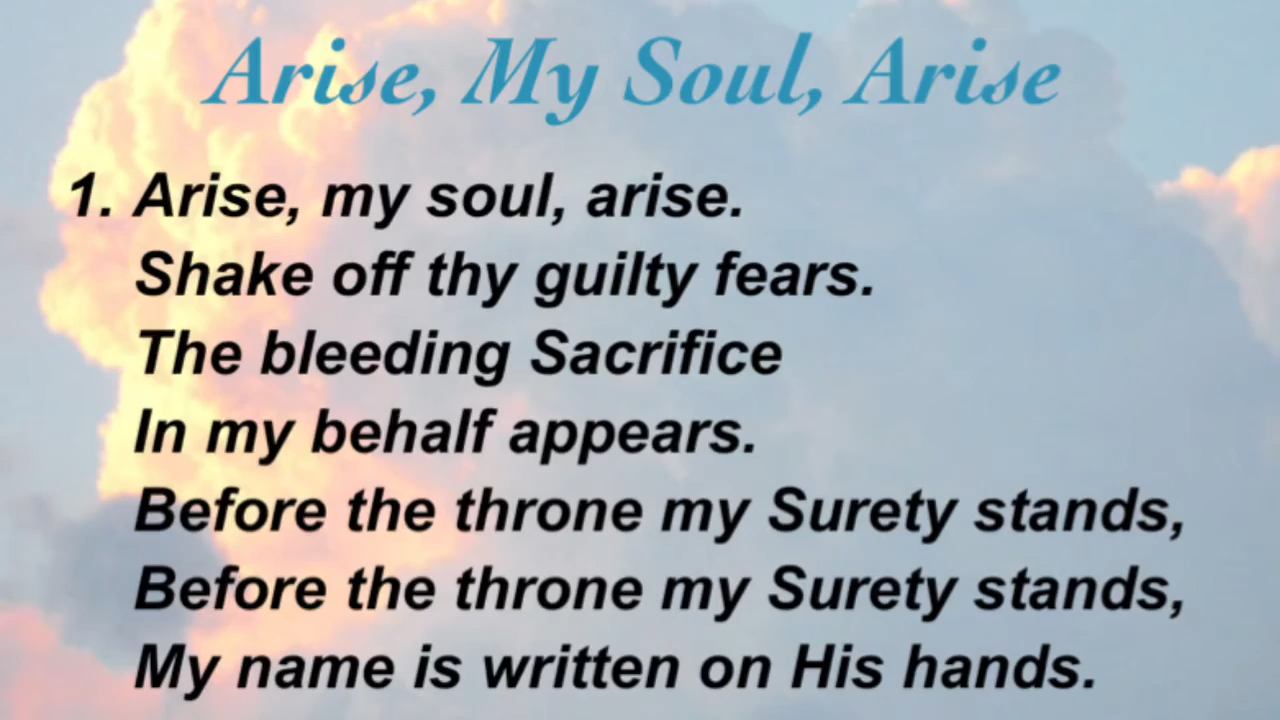 Arise, My Soul, Arise
1. Arise, my soul, arise.
Shake off thy guilty fears.
The bleeding Sacrifice
In my behalf appears.
Before the throne my Surety stands,
Before the throne my Surety stands,
My name is written on His hands.